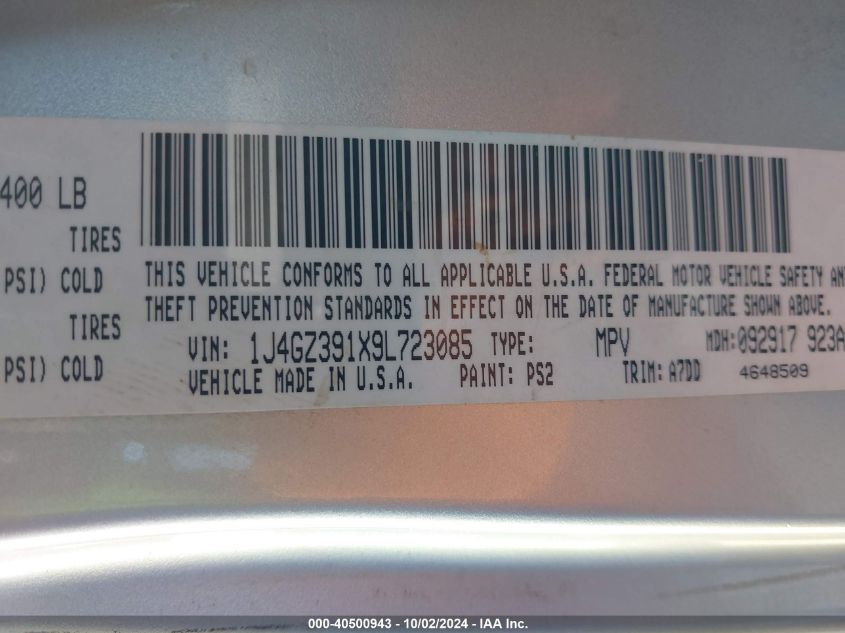 400 LB
TIRES
PSI) COLD
TIRES
PSI) COLD
THIS VEHICLE CONFORMS TO ALL APPLICABLE U.S.A. FEDERAL MOTOR VEHICLE SAFETY AN
THEFT PREVENTION STANDARDS IN EFFECT ON THE DATE OF MANUFACTURE SHOWN ABOVE.
VIN: 1J4GZ391X9L723085 TYPE: MPV MDH:092917 923A
VEHICLE MADE IN U.S.A. PAINT: PS2 TRIM: A7DD 4648509
000-40500943 - 10/02/2024 - IAA Inc.